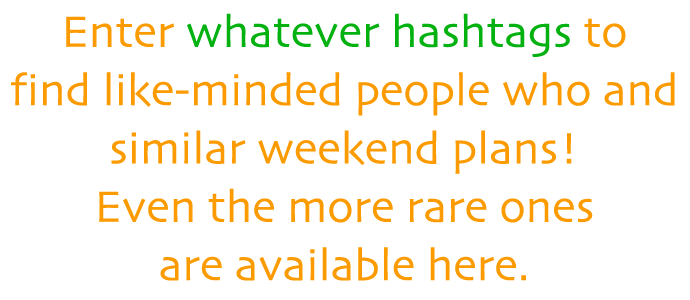 Enter whatever hashtags to
find like-minded people who and
similar weekend plans!
Even the more rare ones
are available here.